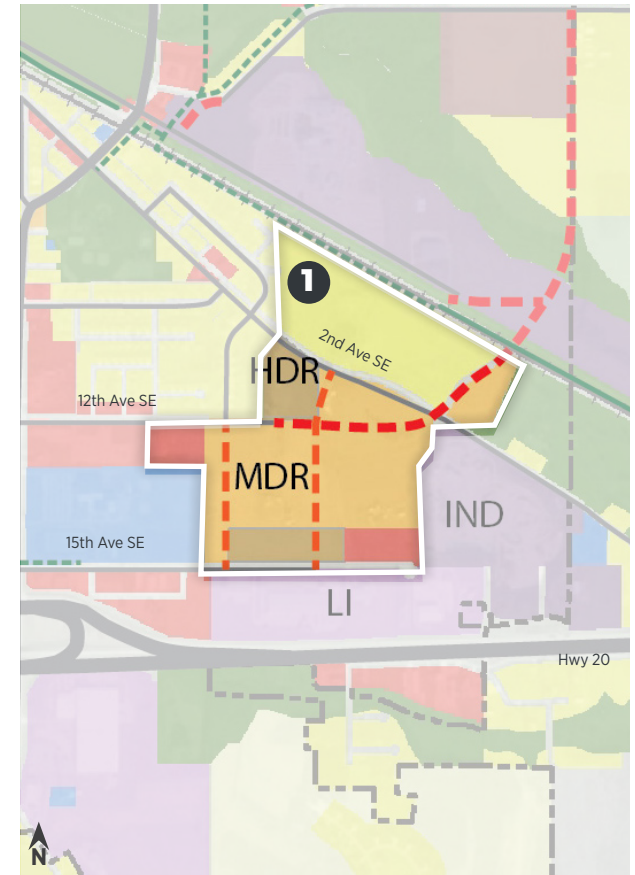 1
2nd Ave SE
HDR
12th Ave SE
MDR
IND
15th Ave SE
LI
Hwy 20
N